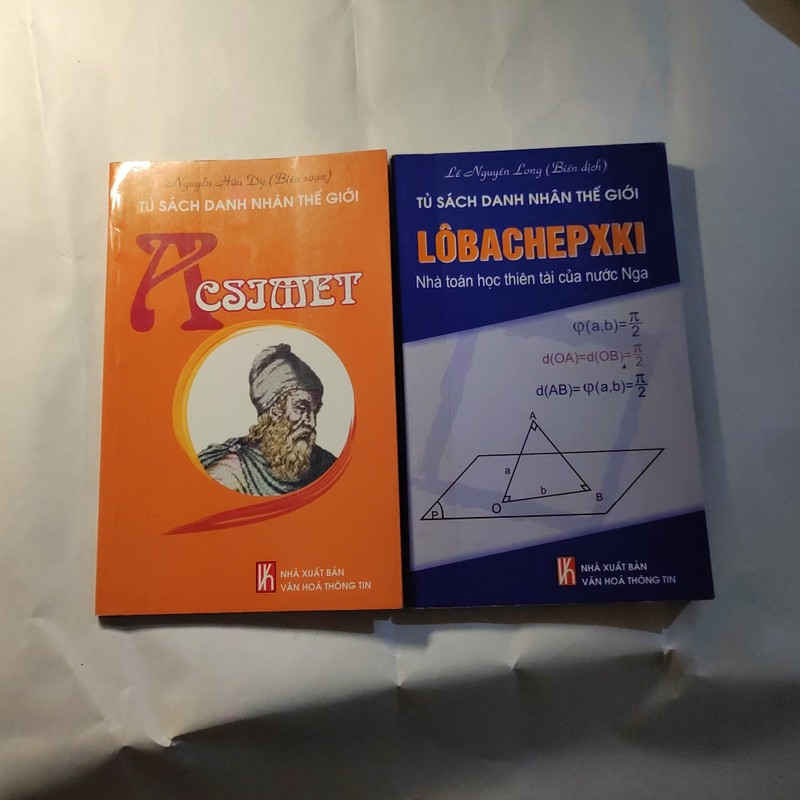 Nguyễn Hữu Dy (Biên soạn)
TỦ SÁCH DANH NHÂN THẾ GIỚI
ACSIMET
NHÀ XUẤT BẢN
VĂN HOÁ THÔNG TIN
Lê Nguyên Long (Biên dịch)
TỦ SÁCH DANH NHÂN THẾ GIỚI
LÔBACHEPXKI
Nhà toán học thiên tài của nước Nga
φ(a,b)=π/2
d(OA)=d(OB)=π/2
d(AB)=φ(a,b)=π/2
A
a
b
B
O
P
NHÀ XUẤT BẢN
VĂN HOÁ THÔNG TIN